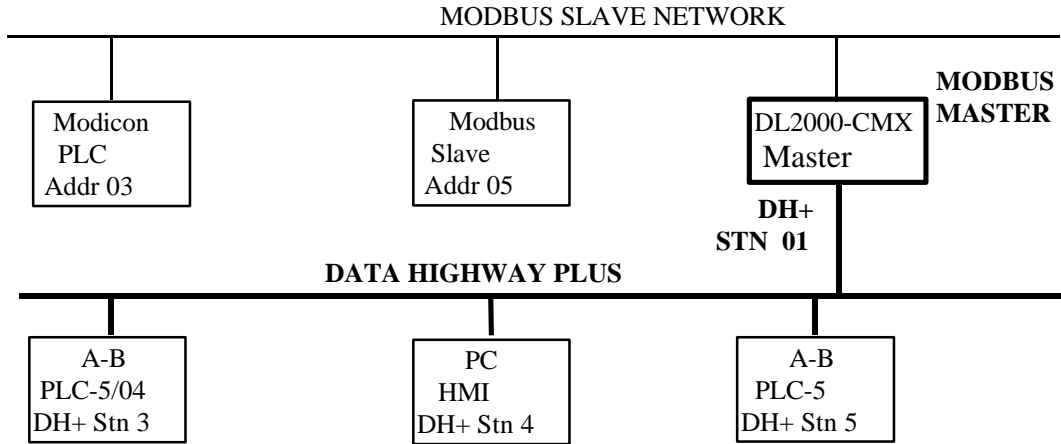 MODBUS SLAVE NETWORK
Modicon
PLC
Addr 03
Modbus
Slave
Addr 05
DL2000-CMX
Master
MODBUS
MASTER
DH+
STN 01
DATA HIGHWAY PLUS
A-B
PLC-5/04
DH+ Stn 3
PC
HMI
DH+ Stn 4
A-B
PLC-5
DH+ Stn 5